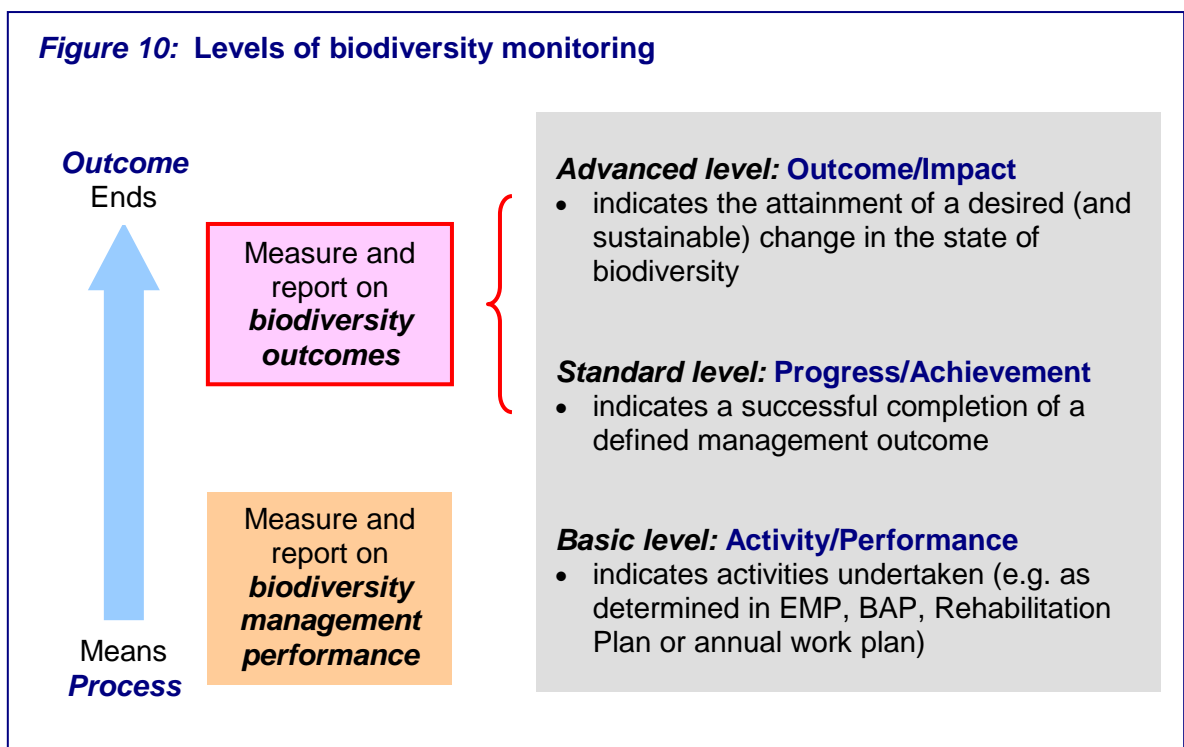 Figure 10: Levels of biodiversity monitoring
Outcome
Ends
Means
Process
Measure and
report on
biodiversity
outcomes
Measure and
report on
biodiversity
management
performance
Advanced level: Outcome/Impact
• indicates the attainment of a desired (and
sustainable) change in the state of
biodiversity
Standard level: Progress/Achievement
• indicates a successful completion of a
defined management outcome
Basic level: Activity/Performance
• indicates activities undertaken (e.g. as
determined in EMP, BAP, Rehabilitation
Plan or annual work plan)